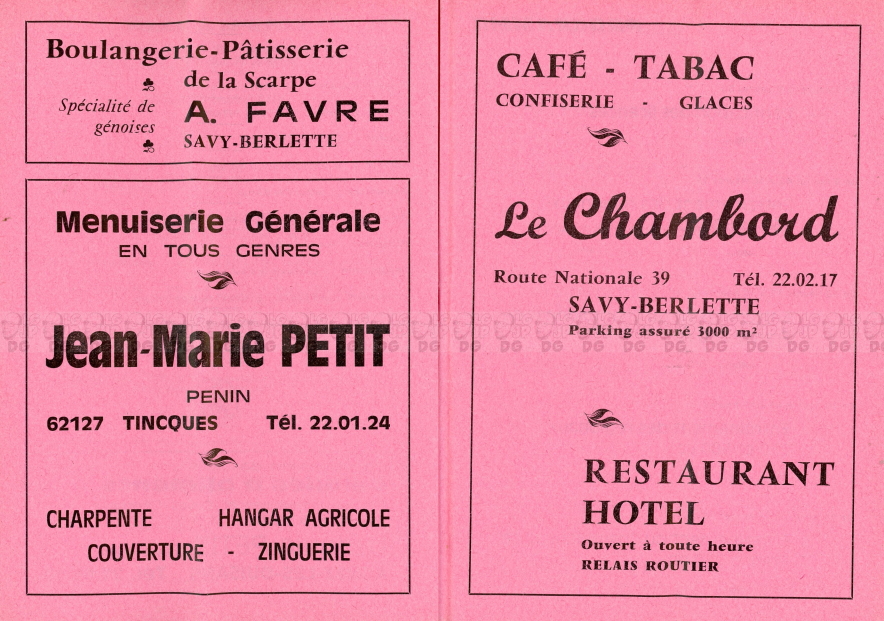 Boulangerie-Pâtisserie
de la Scarpe
Spécialité de
génoises
A. FAVRE
SAVY-BERLETTE
Menuiserie Générale
EN TOUS GENRES
Jean-Marie PETIT
PENIN
62127 TINCQUES Tél. 22.01.24
CHARPENTE HANGAR AGRICOLE
COUVERTURE - ZINGUERIE
CAFÉ - TABAC
CONFISERIE - GLACES
Le Chambord
Route Nationale 39 Tél. 22.02.17
SAVY-BERLETTE
Parking assuré 3000 m²
RESTAURANT
HOTEL
Ouvert à toute heure
RELAIS ROUTIER